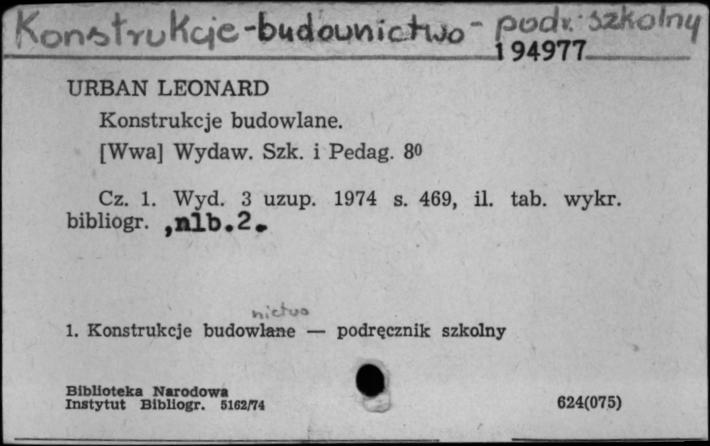 Konstrukcje-budownictwo - podr. szkolny
194977
URBAN LEONARD
Konstrukcje budowlane.
[Wwa] Wydaw. Szk. i Pedag. 8⁰
Cz. 1. Wyd. 3 uzup. 1974 s. 469, il. tab. wykr.
bibliogr. ,nlb.2.
nictwo
1. Konstrukcje budowlane — podręcznik szkolny
Biblioteka Narodowa
Instytut Bibliogr. 5162/74
624(075)